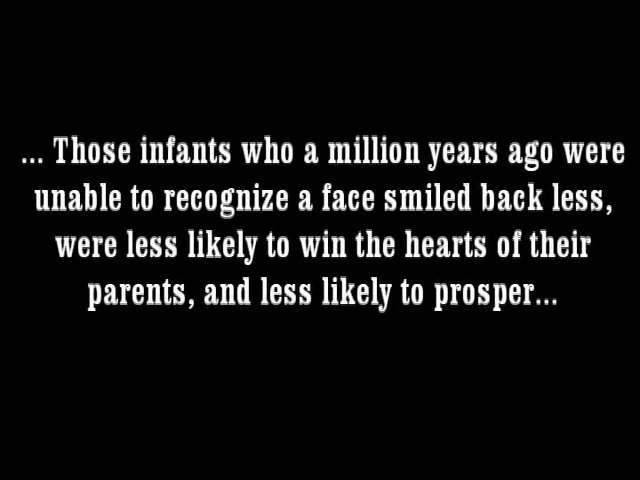 ... Those infants who a million years ago were
unable to recognize a face smiled back less,
were less likely to win the hearts of their
parents, and less likely to prosper...